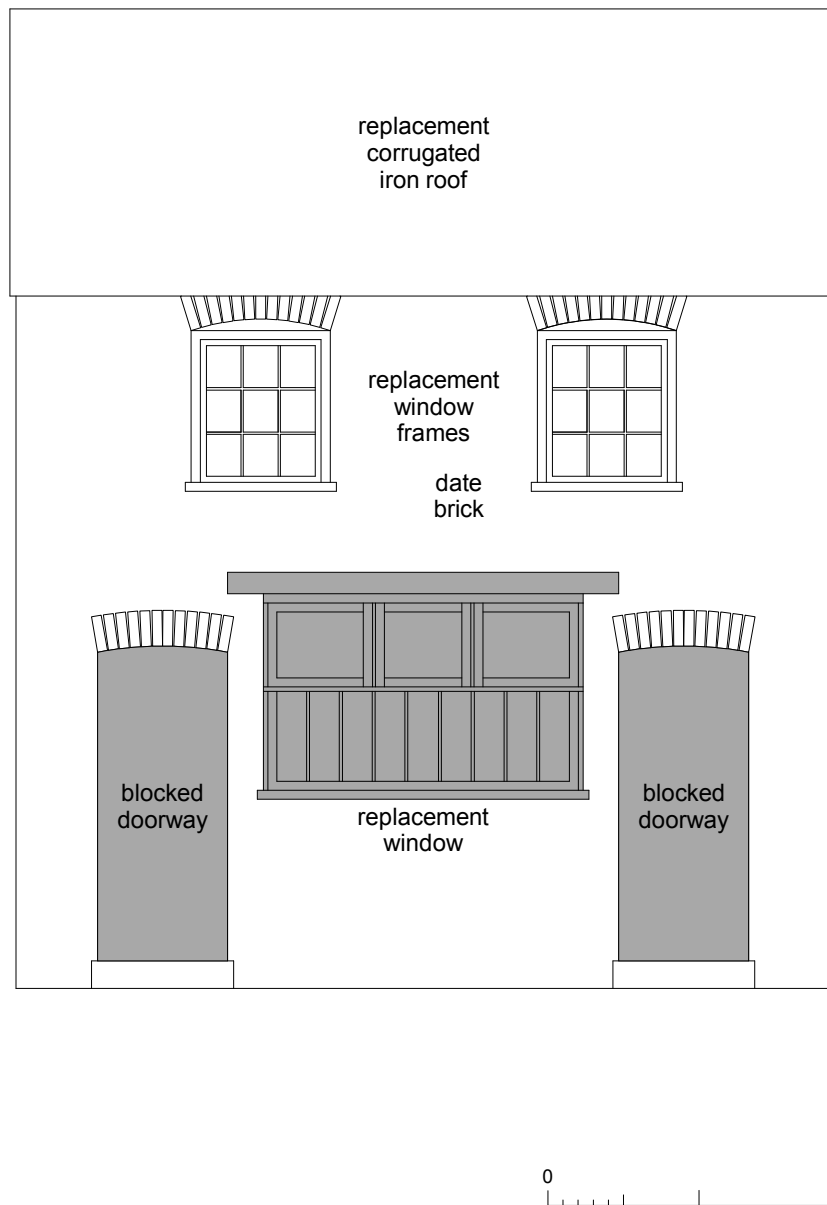 replacement
corrugated
iron roof
replacement
window
frames
date
brick
blocked
doorway
replacement
window
blocked
doorway
0